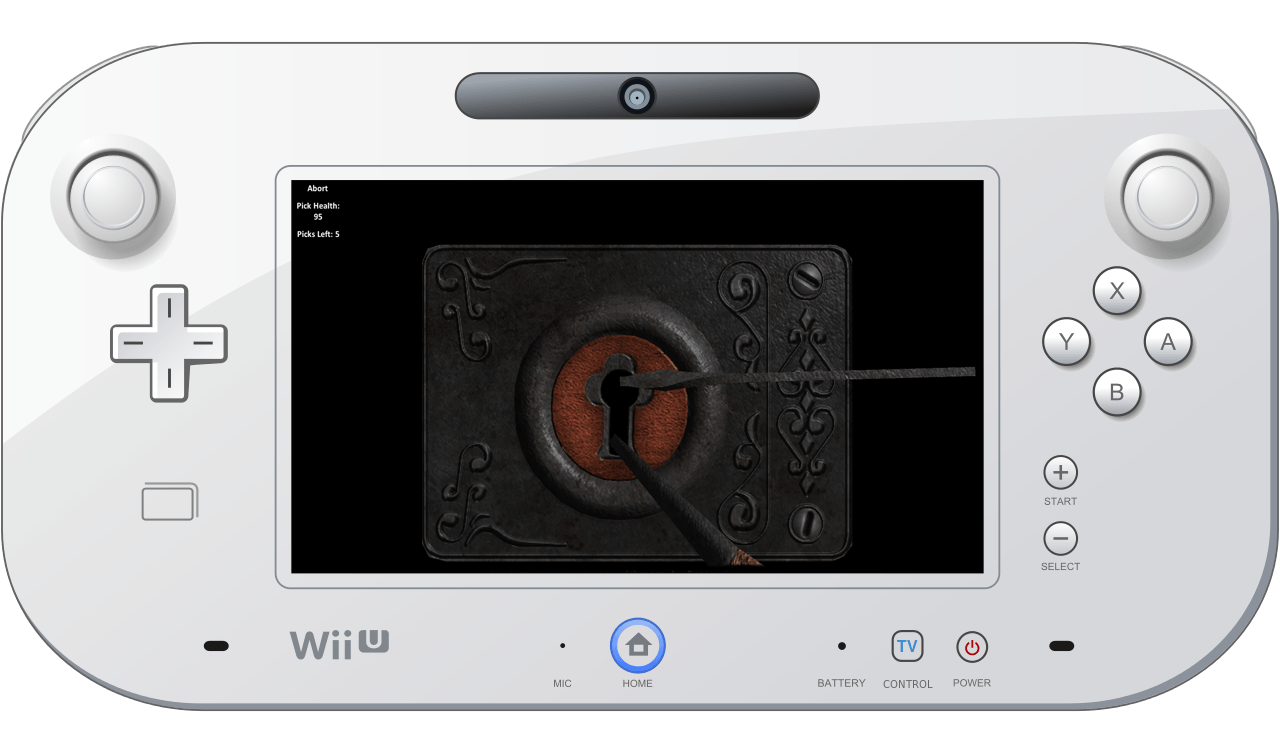 Abort
Pick Health:
95
Picks Left: 5
X
Y
A
B
+
START
−
SELECT
Wii U
TV
MIC
HOME
BATTERY
CONTROL
POWER